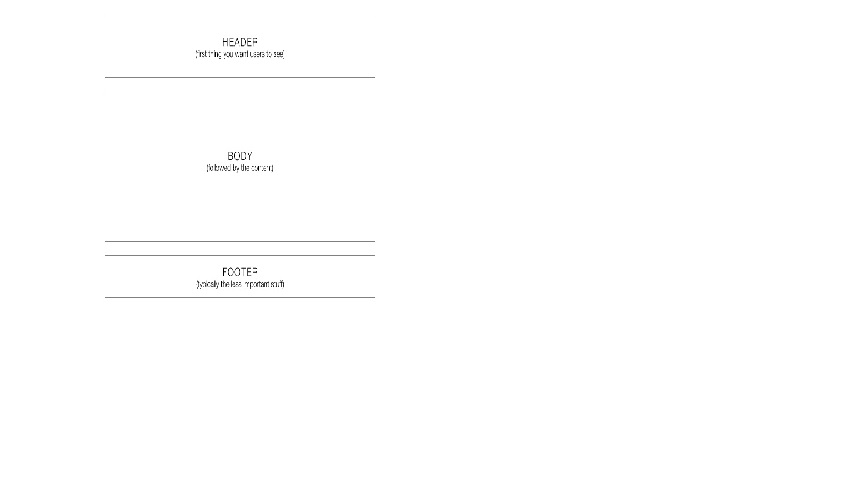 HEADER
(first thing you want users to see)
BODY
(followed by the content)
FOOTER
(typically the less important stuff)